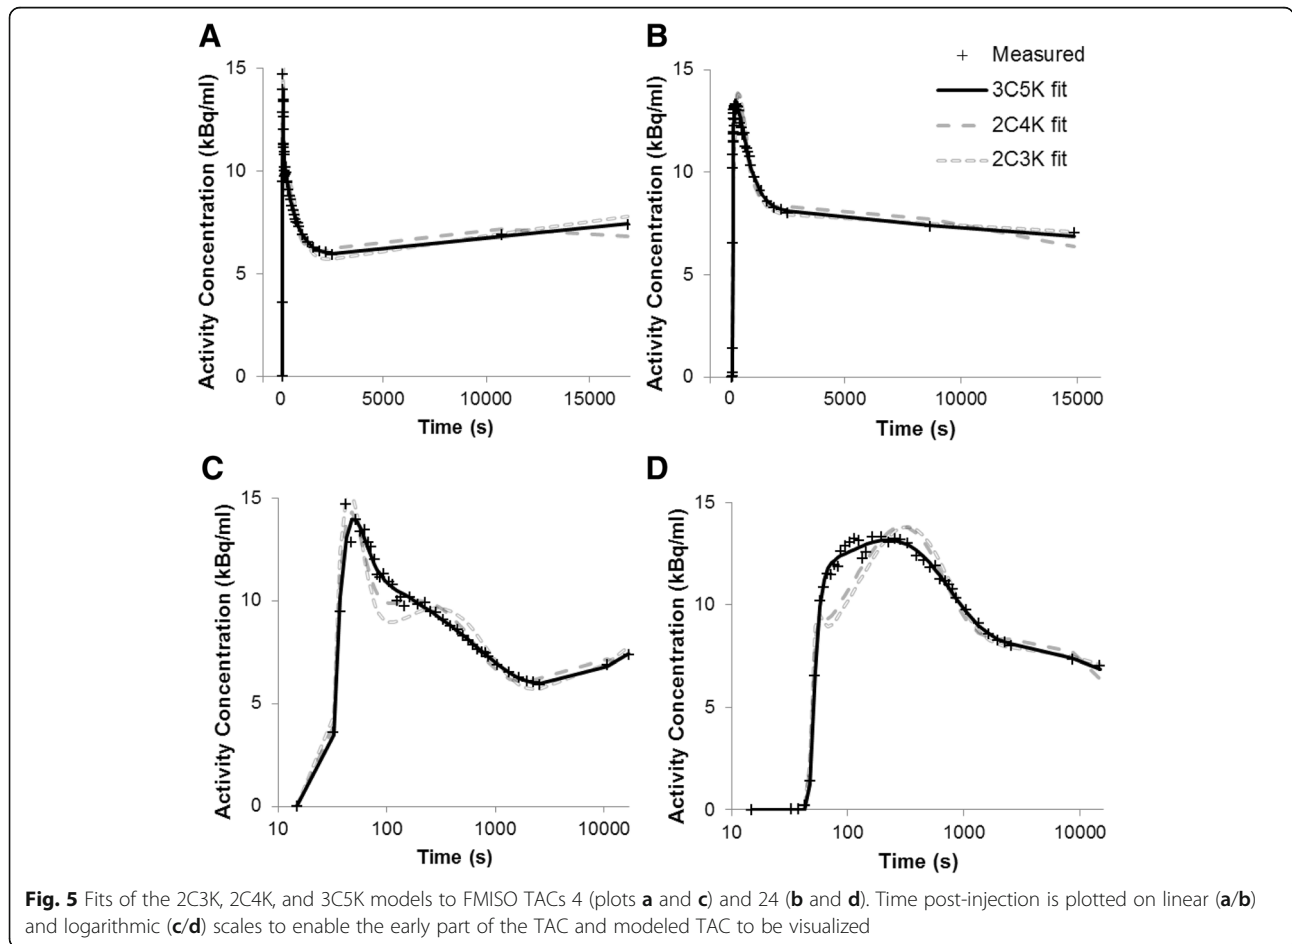 A
B
15
10
5
0
Activity Concentration (kBq/ml)
0 5000 10000 15000
Time (s)
15
10
5
0
Activity Concentration (kBq/ml)
0 5000 10000 15000
Time (s)
Measured
3C5K fit
2C4K fit
2C3K fit
C
D
15
10
5
0
Activity Concentration (kBq/ml)
10 100 1000 10000
Time (s)
15
10
5
0
Activity Concentration (kBq/ml)
10 100 1000 10000
Time (s)
Fig. 5 Fits of the 2C3K, 2C4K, and 3C5K models to FMISO TACs 4 (plots a and c) and 24 (b and d). Time post-injection is plotted on linear (a/b)
and logarithmic (c/d) scales to enable the early part of the TAC and modeled TAC to be visualized